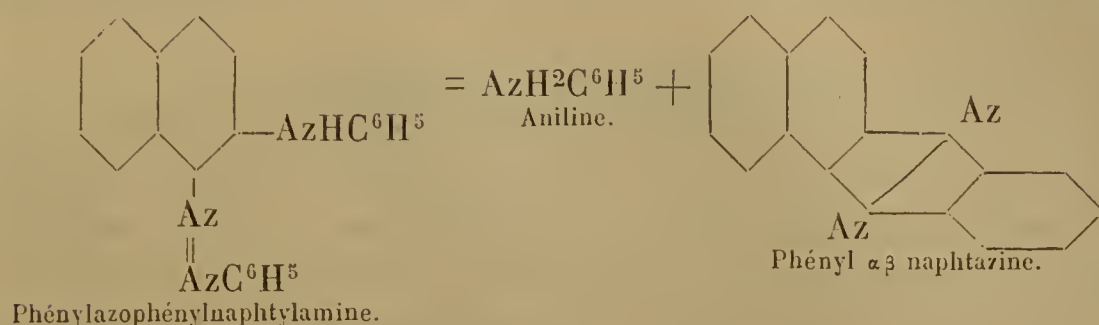 Az
= AzH²C⁶H⁵ +
Aniline.
—AzHC⁶H⁵
Az
Az
||
AzC⁶H⁵
Phényl αβ naphtazine.
Phénylazophénylnaphtylamine.